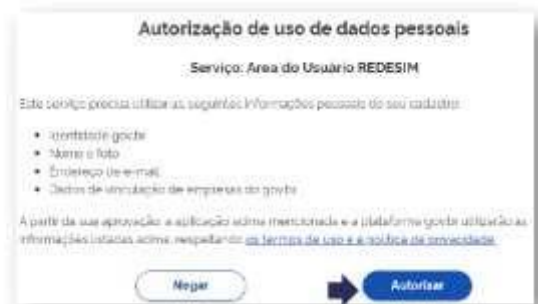 Autorização de uso de dados pessoais
Serviço: Área do Usuário REDESIM
Este serviço precisa utilizar as seguintes informações pessoais do seu cadastro:
Identidade gov.br
Nome e foto
Endereço de e-mail
Dados de vinculação de empresas do gov.br
A partir da sua aprovação, a aplicação acima mencionada e a plataforma gov.br utilizarão as
informações listadas acima, respeitando os termos de uso e a política de privacidade.
Negar
Autorizar